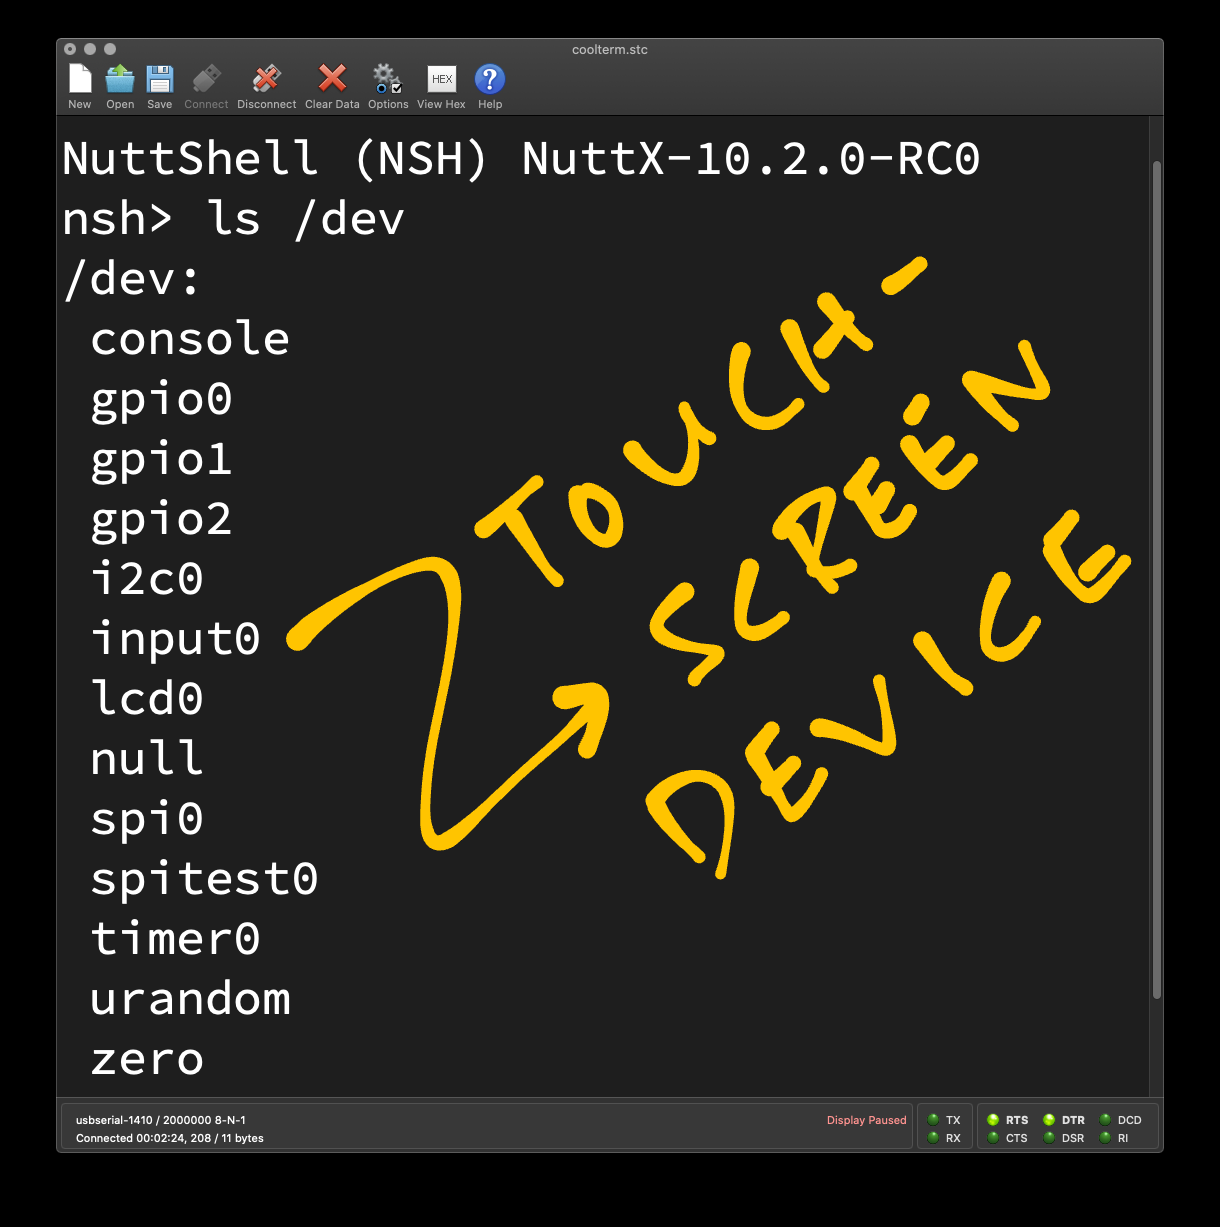 coolterm.stc
New Open Save Connect Disconnect Clear Data Options HEX View Hex ? Help
NuttShell (NSH) NuttX-10.2.0-RC0
nsh> ls /dev
/dev:
console
gpio0
gpio1
gpio2
i2c0
input0
lcd0
null
spi0
spitest0
timer0
urandom
zero
TOUCH-
SCREEN
DEVICE
usbserial-1410 / 2000000 8-N-1
Connected 00:02:24, 208 / 11 bytes
Display Paused
TX RTS DTR DCD
RX CTS DSR RI